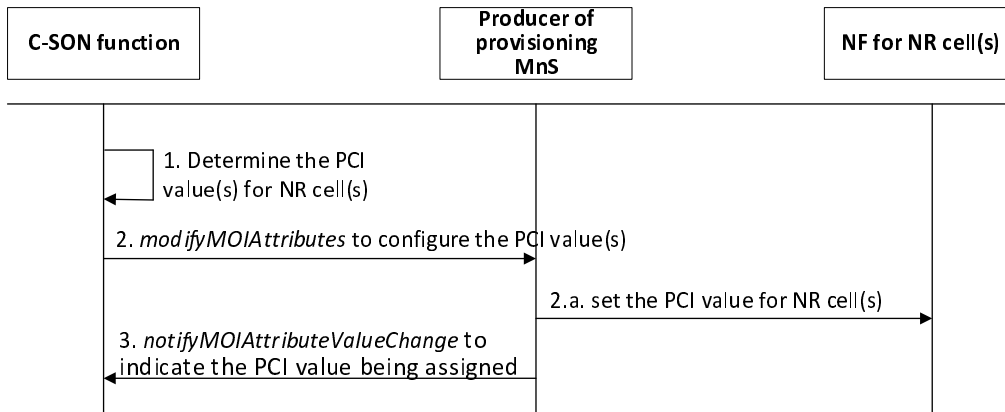 C-SON function
Producer of
provisioning
MnS
NF for NR cell(s)
1. Determine the PCI
value(s) for NR cell(s)
2. modifyMOIAttributes to configure the PCI value(s)
2.a. set the PCI value for NR cell(s)
3. notifyMOIAttributeValueChange to
indicate the PCI value being assigned